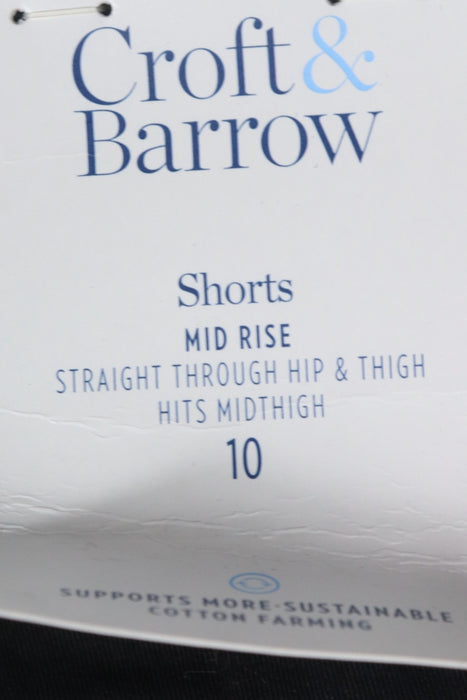 Croft &
Barrow
Shorts
MID RISE
STRAIGHT THROUGH HIP & THIGH
HITS MIDTHIGH
10
SUPPORTS MORE-SUSTAINABLE
COTTON FARMING